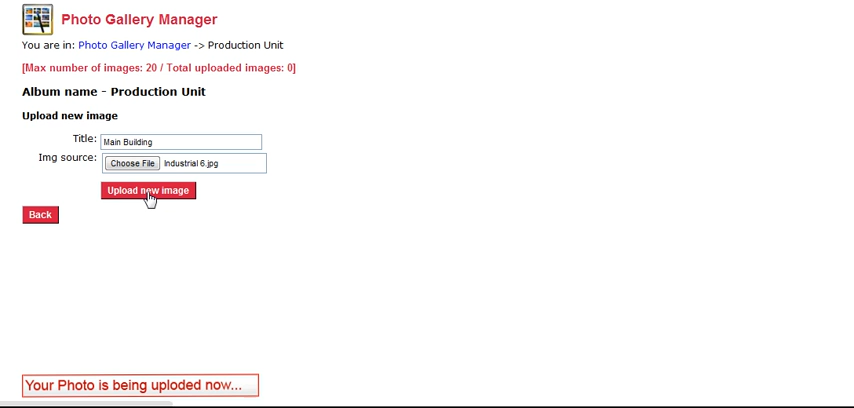 Photo Gallery Manager
You are in: Photo Gallery Manager -> Production Unit
[Max number of images: 20 / Total uploaded images: 0]
Album name - Production Unit
Upload new image
Title: Main Building
Img source: Choose File Industrial 6.jpg
Upload new image
Back
Your Photo is being uploded now...